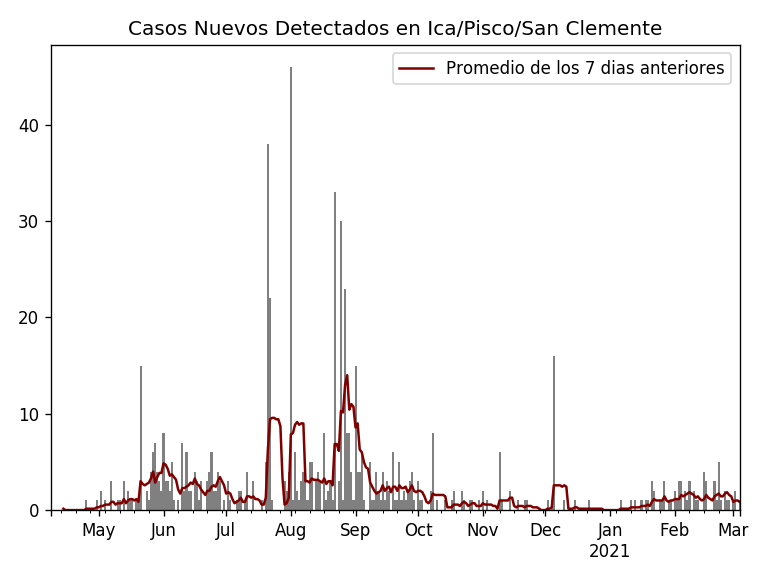 Casos Nuevos Detectados en Ica/Pisco/San Clemente
Promedio de los 7 dias anteriores
40
30
20
10
0
May Jun Jul Aug Sep Oct Nov Dec Jan Feb Mar
2021